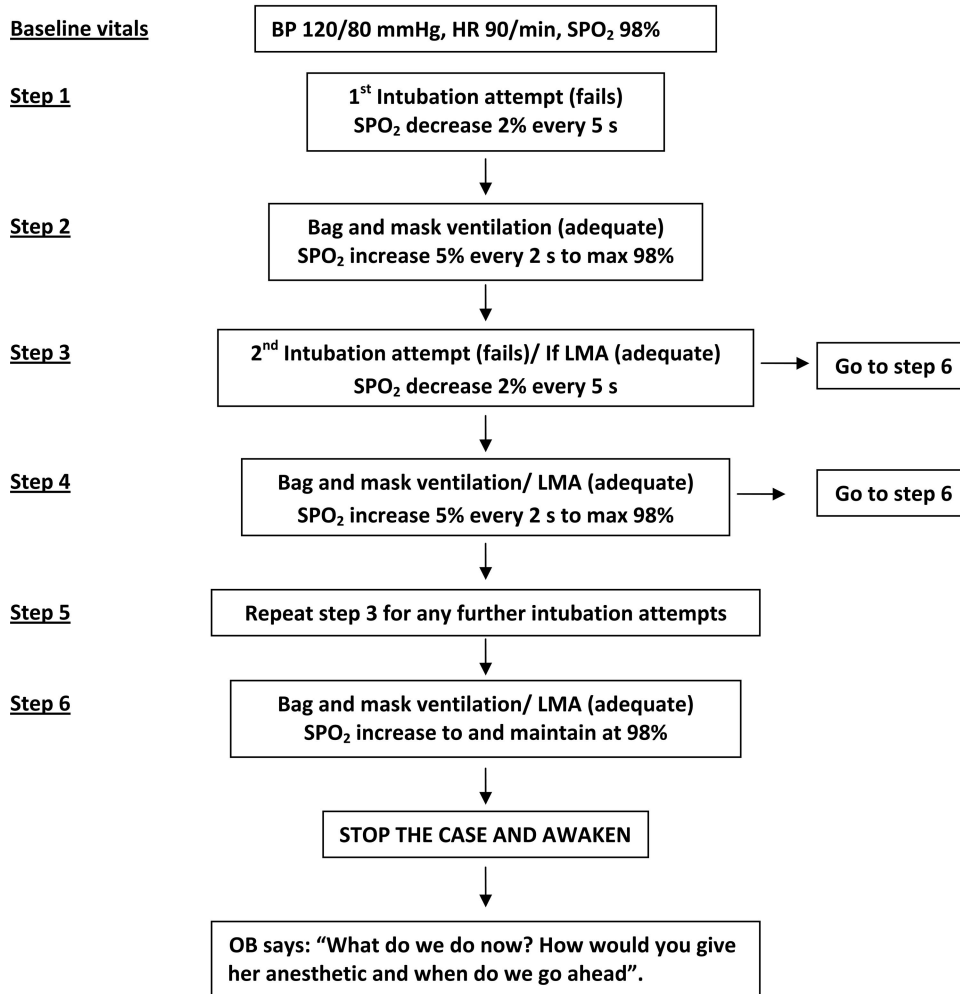 Baseline vitals
BP 120/80 mmHg, HR 90/min, SPO₂ 98%
Step 1
1st Intubation attempt (fails)
SPO₂ decrease 2% every 5 s
Step 2
Bag and mask ventilation (adequate)
SPO₂ increase 5% every 2 s to max 98%
Step 3
2nd Intubation attempt (fails)/ If LMA (adequate)
SPO₂ decrease 2% every 5 s
Go to step 6
Step 4
Bag and mask ventilation/ LMA (adequate)
SPO₂ increase 5% every 2 s to max 98%
Go to step 6
Step 5
Repeat step 3 for any further intubation attempts
Step 6
Bag and mask ventilation/ LMA (adequate)
SPO₂ increase to and maintain at 98%
STOP THE CASE AND AWAKEN
OB says: “What do we do now? How would you give
her anesthetic and when do we go ahead”.